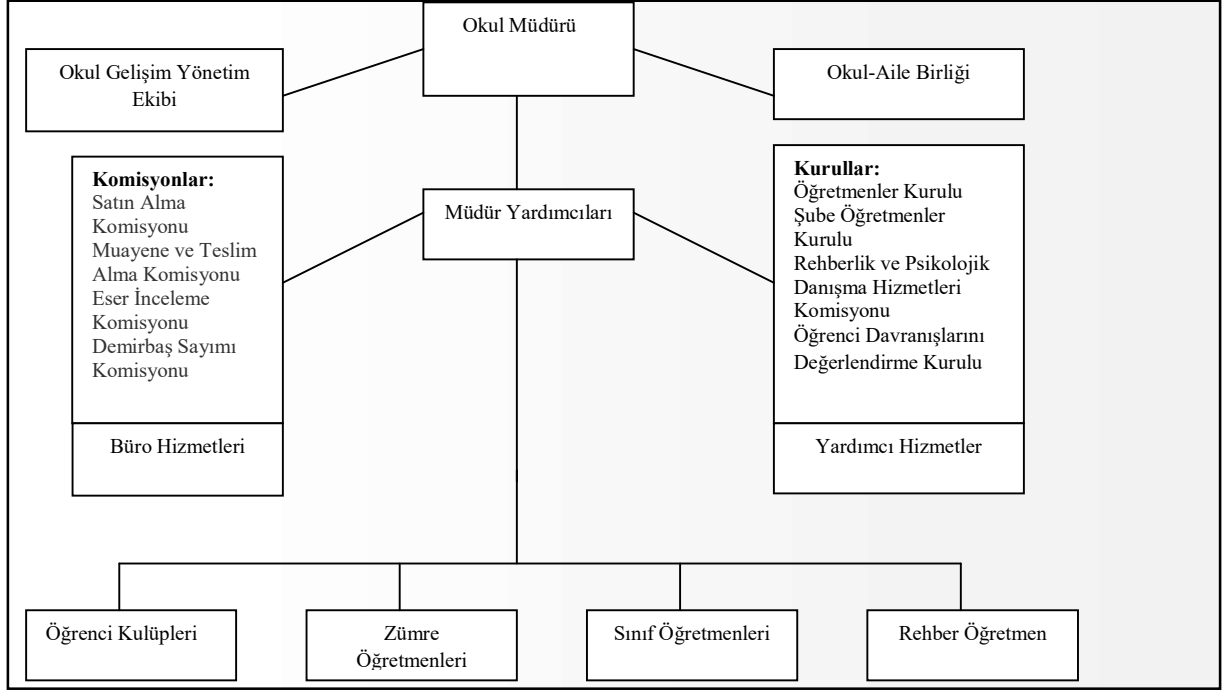 Okul Müdürü
Okul Gelişim Yönetim
Ekibi
Okul-Aile Birliği
Komisyonlar:
Satın Alma
Komisyonu
Muayene ve Teslim
Alma Komisyonu
Eser İnceleme
Komisyonu
Demirbaş Sayımı
Komisyonu
Müdür Yardımcıları
Kurullar:
Öğretmenler Kurulu
Şube Öğretmenler
Kurulu
Rehberlik ve Psikolojik
Danışma Hizmetleri
Komisyonu
Öğrenci Davranışlarını
Değerlendirme Kurulu
Büro Hizmetleri
Yardımcı Hizmetler
Öğrenci Kulüpleri
Zümre
Öğretmenleri
Sınıf Öğretmenleri
Rehber Öğretmen